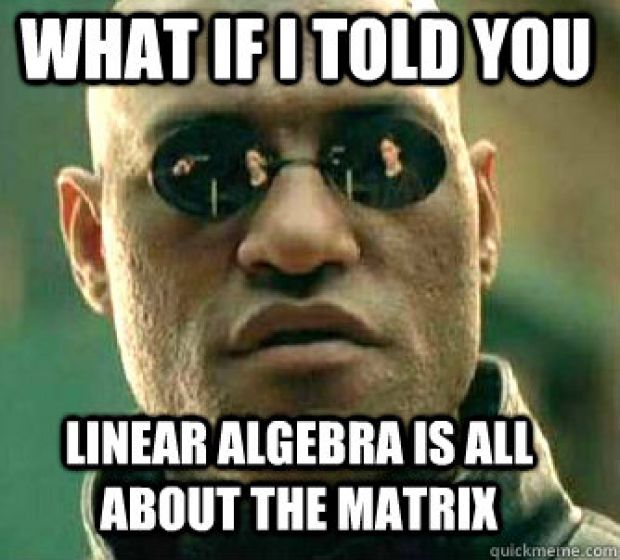 WHAT IF I TOLD YOU
LINEAR ALGEBRA IS ALL
ABOUT THE MATRIX
quickmeme.com